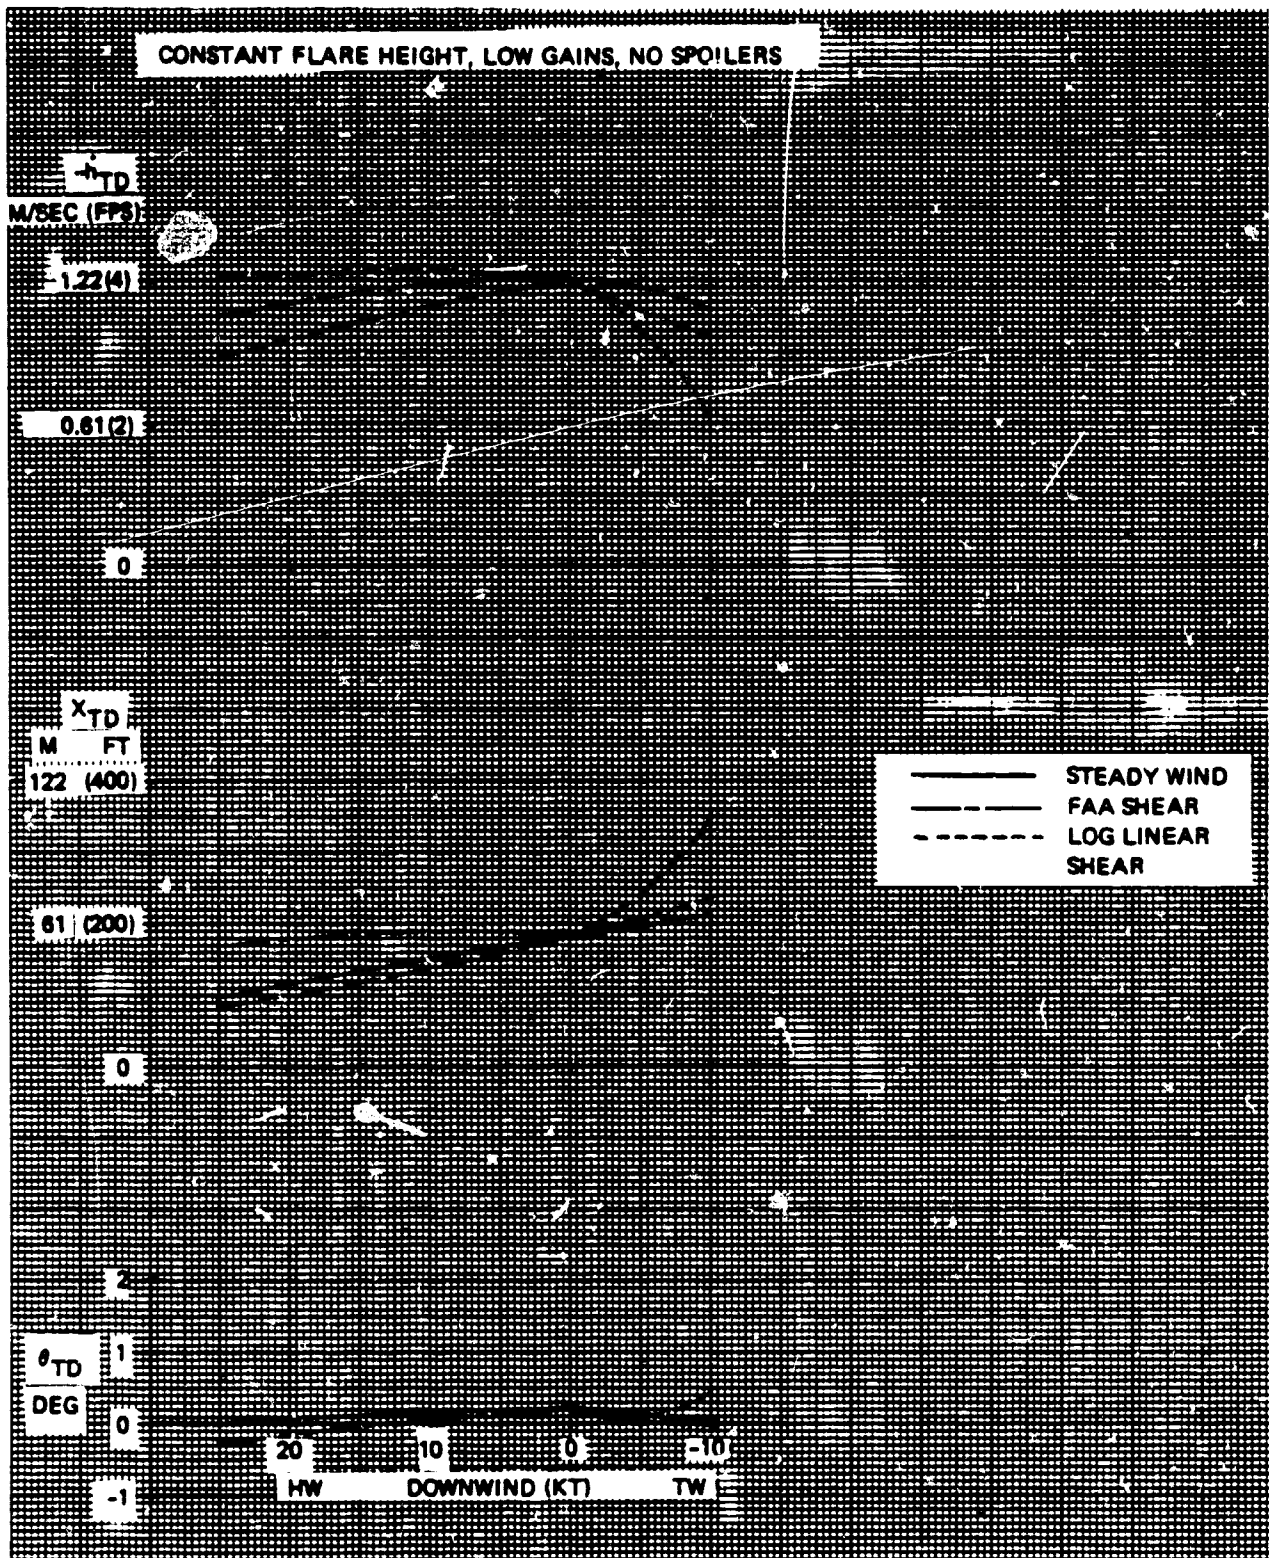 CONSTANT FLARE HEIGHT, LOW GAINS, NO SPOILERS
-ḣTD
M/SEC (FPS)
1.22(4)
0.61(2)
0
XTD
M FT
122 (400)
61 (200)
0
STEADY WIND
FAA SHEAR
LOG LINEAR
SHEAR
2
1
θTD
DEG
0
-1
20 10 0 -10
HW DOWNWIND (KT) TW